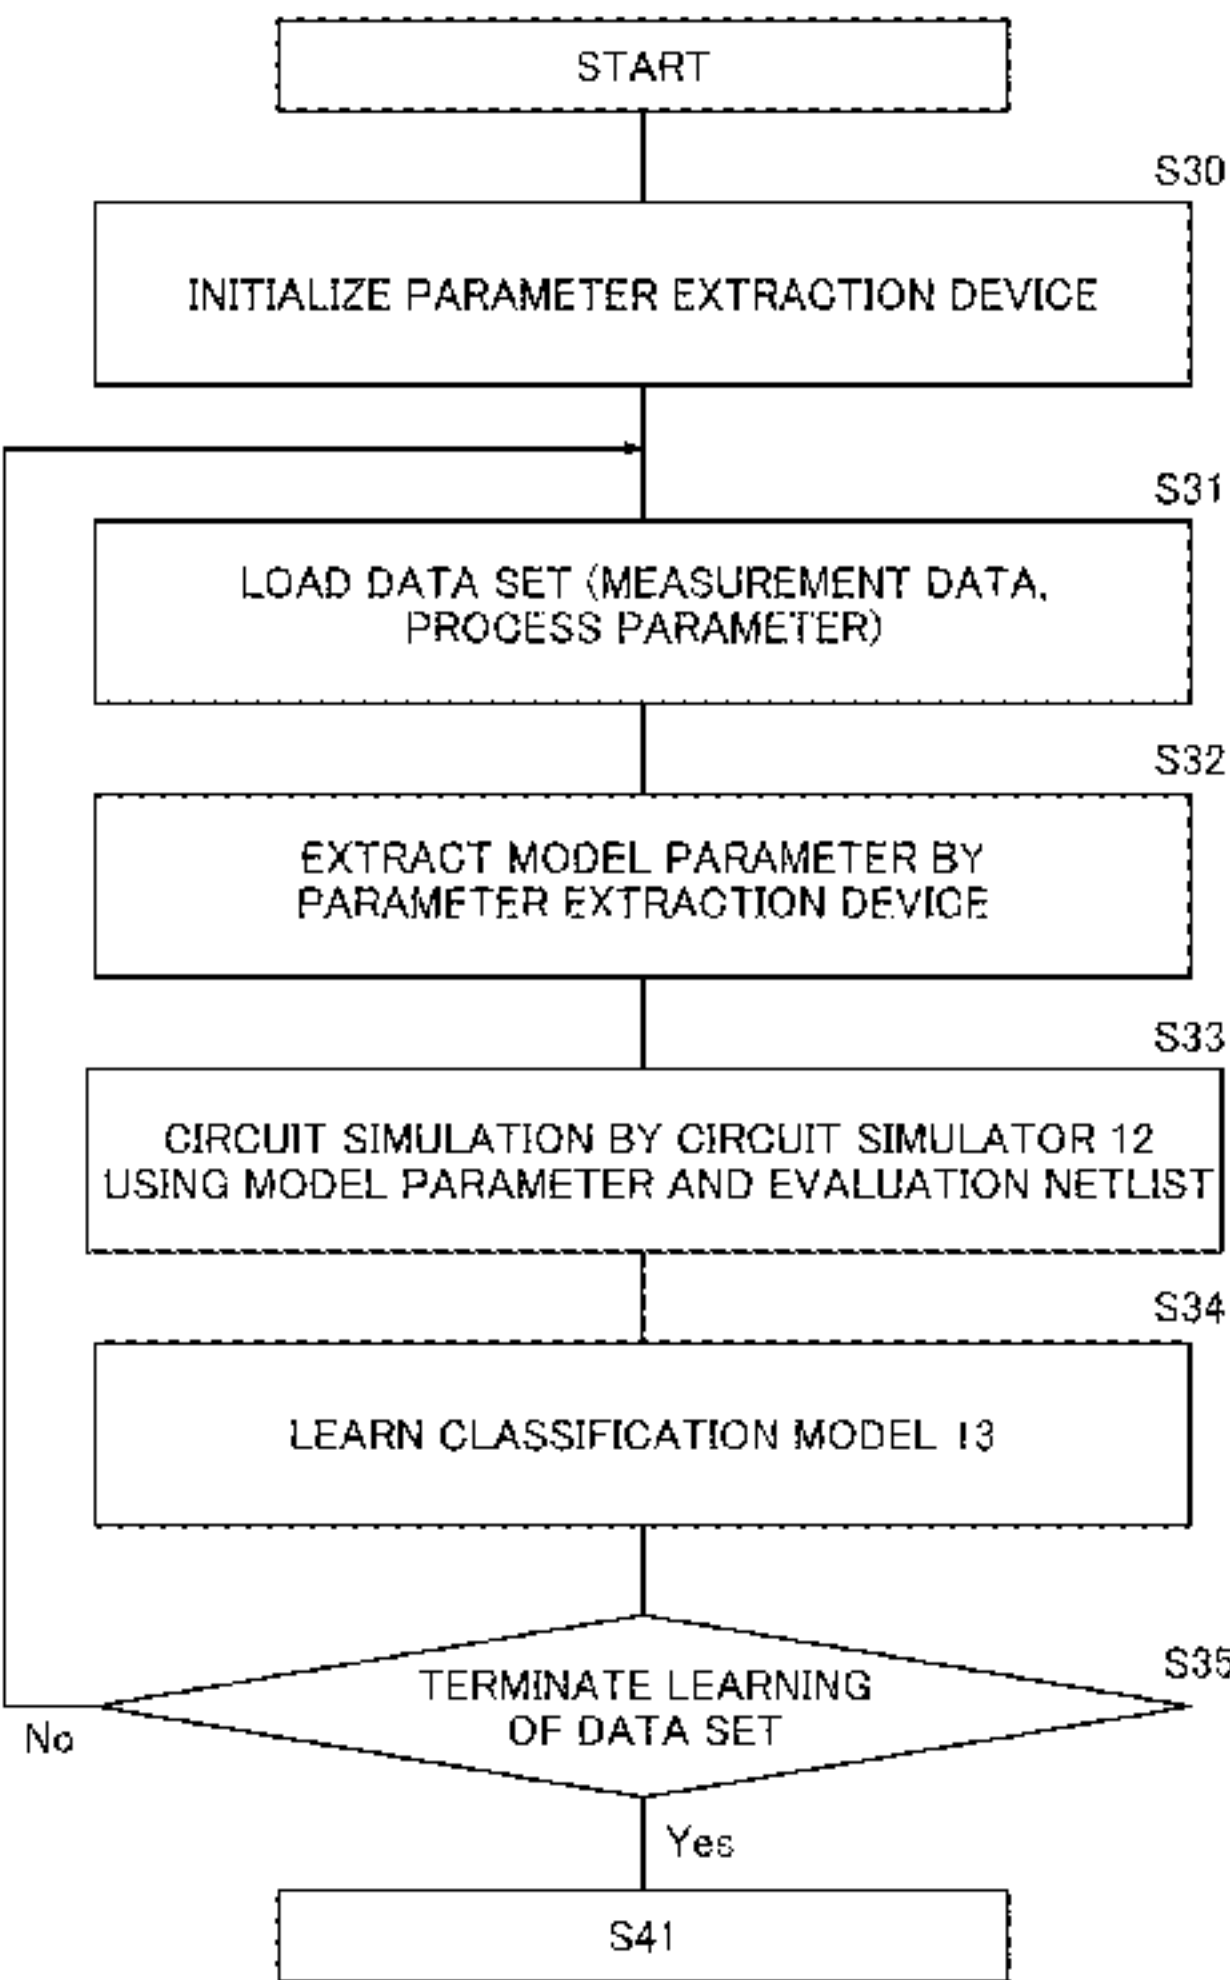 START
S30
INITIALIZE PARAMETER EXTRACTION DEVICE
S31
LOAD DATA SET (MEASUREMENT DATA,
PROCESS PARAMETER)
S32
EXTRACT MODEL PARAMETER BY
PARAMETER EXTRACTION DEVICE
S33
CIRCUIT SIMULATION BY CIRCUIT SIMULATOR 12
USING MODEL PARAMETER AND EVALUATION NETLIST
S34
LEARN CLASSIFICATION MODEL 13
S35
TERMINATE LEARNING
OF DATA SET
No
Yes
S41